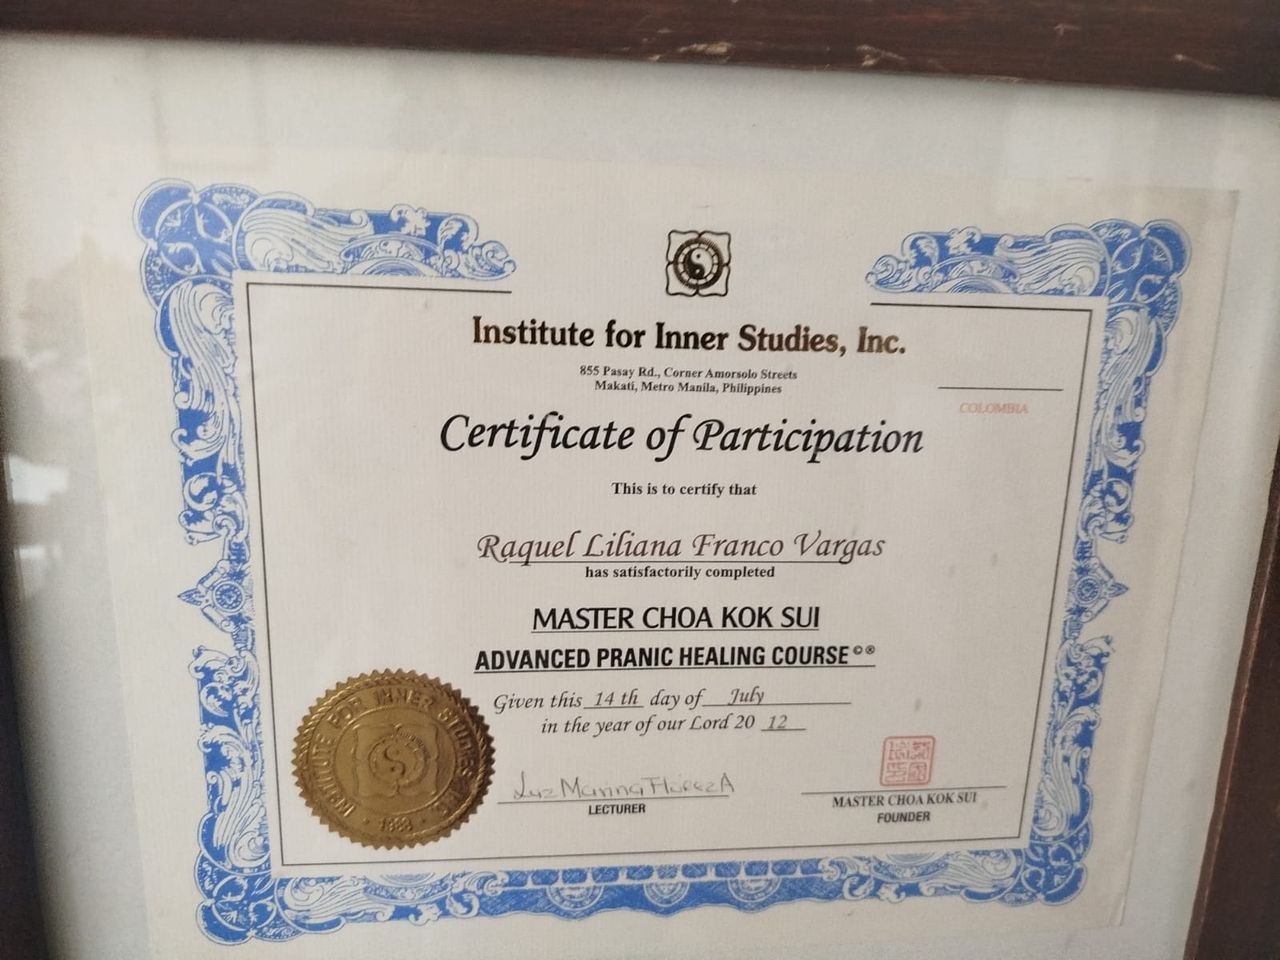 Institute for Inner Studies, Inc.
855 Pasay Rd., Corner Amorsolo Streets
Makati, Metro Manila, Philippines
COLOMBIA
Certificate of Participation
This is to certify that
Raquel Liliana Franco Vargas
has satisfactorily completed
MASTER CHOA KOK SUI
ADVANCED PRANIC HEALING COURSE©®
Given this 14 th day of July
in the year of our Lord 20 12
INSTITUTE FOR INNER STUDIES, INC.
Luz Marina
LECTURER
MASTER CHOA KOK SUI
FOUNDER